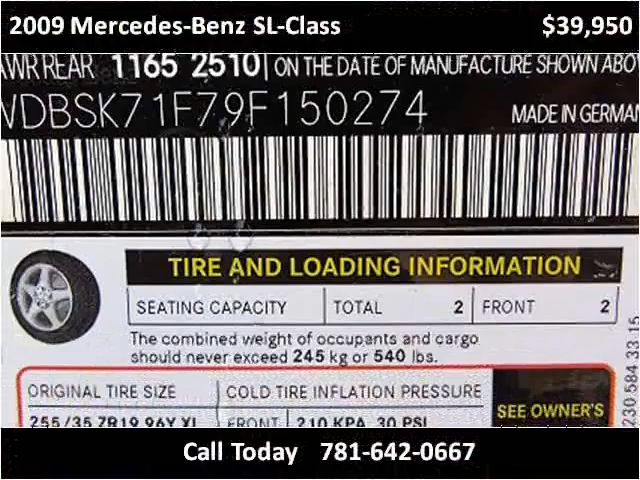 2009 Mercedes-Benz SL-Class $39,950
REAR 1165 2510 ON THE DATE OF MANUFACTURE SHOWN
WDBSK71F79F150274 MADE IN
TIRE AND LOADING INFORMATION
SEATING CAPACITY TOTAL 2 FRONT 2
The combined weight of occupants and cargo
should never exceed 245 kg or 540 lbs.
ORIGINAL TIRE SIZE COLD TIRE INFLATION PRESSURE
SEE OWNER'S
255/35 ZR19 96Y XL FRONT 210 KPA, 30 PSI
230 584 33 15
Call Today 781-642-0667